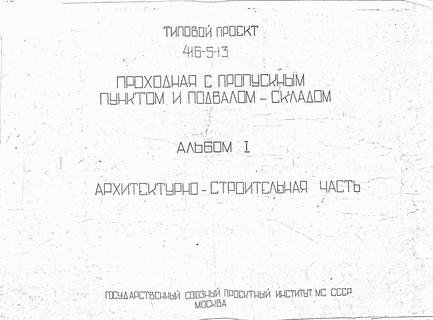 ТИПОВОЙ ПРОЕКТ
416-5-13
ПРОХОДНАЯ С ПРОПУСКНЫМ
ПУНКТОМ И ПОДВАЛОМ – СКЛАДОМ
АЛЬБОМ I
АРХИТЕКТУРНО – СТРОИТЕЛЬНАЯ ЧАСТЬ
ГОСУДАРСТВЕННЫЙ СОЮЗНЫЙ ПРОЕКТНЫЙ ИНСТИТУТ МС СССР
МОСКВА